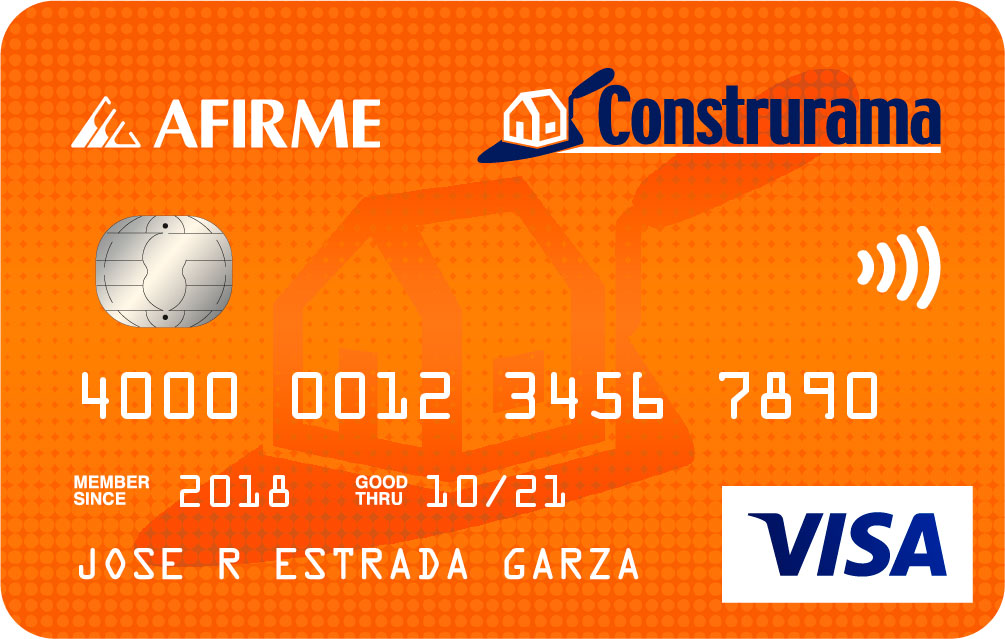 AFIRME
Construrama
4000 0012 3456 7890
MEMBER SINCE 2018 GOOD THRU 10/21
JOSE R ESTRADA GARZA
VISA